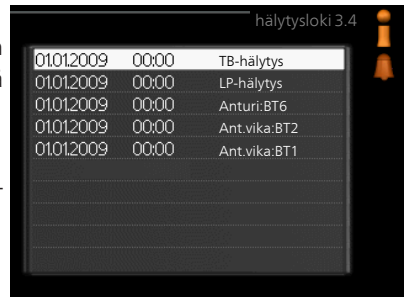 hälytysloki 3.4
01.01.2009 00:00 TB-hälytys
01.01.2009 00:00 LP-hälytys
01.01.2009 00:00 Anturi:BT6
01.01.2009 00:00 Ant.vika:BT2
01.01.2009 00:00 Ant.vika:BT1